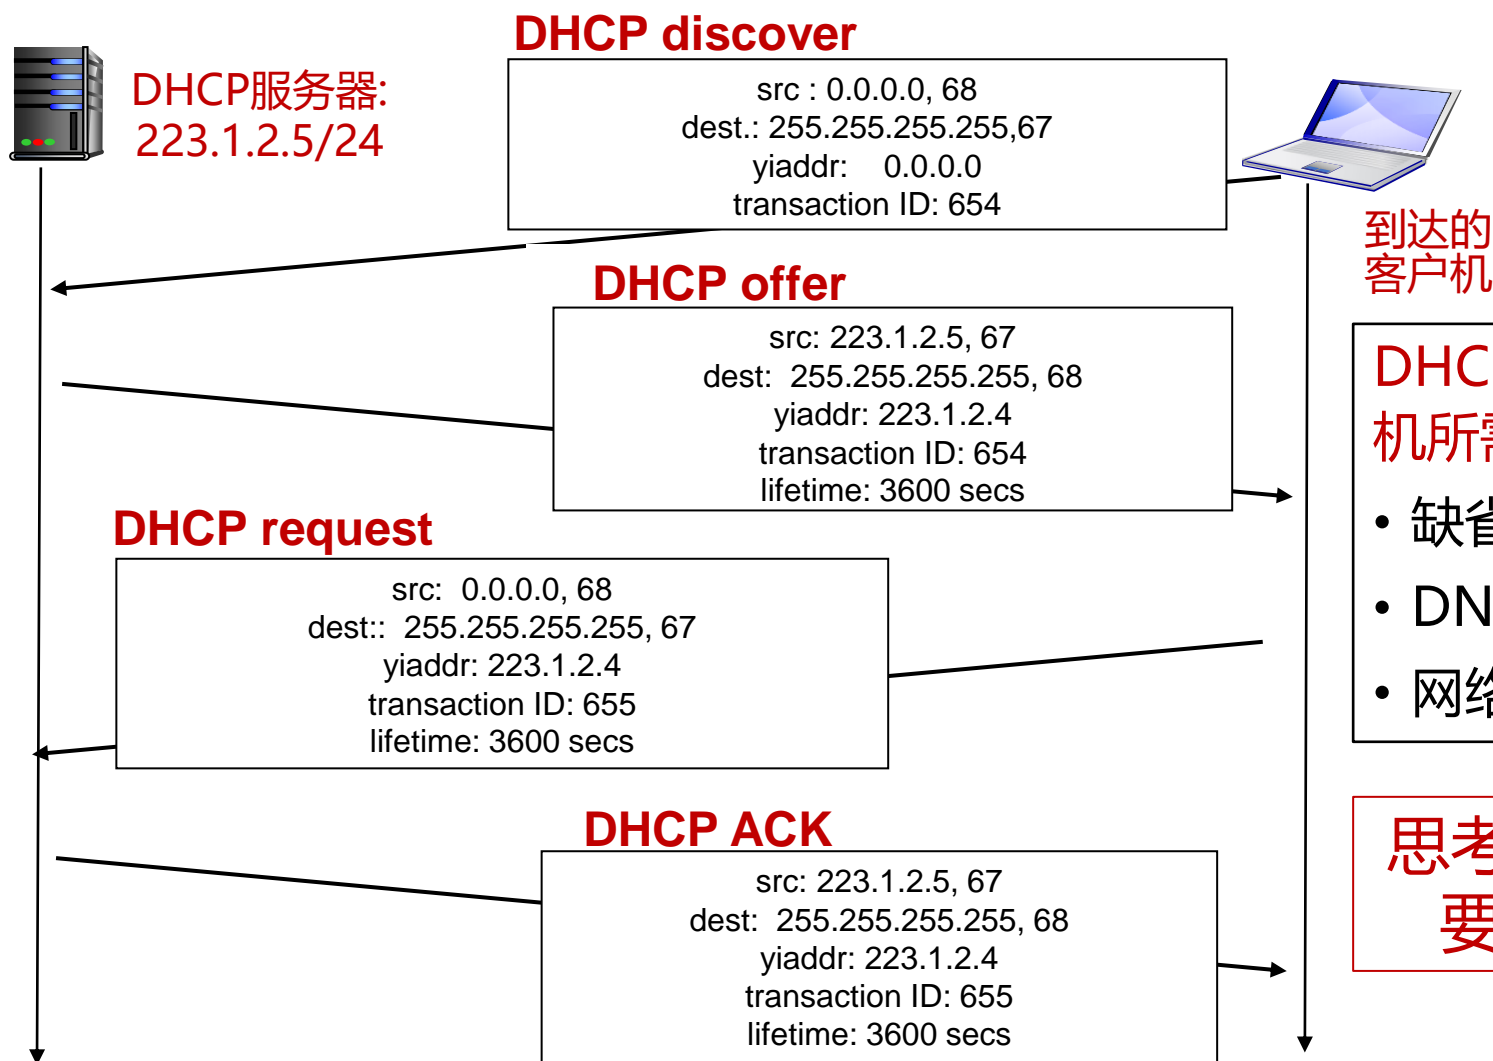 DHCP discover
DHCP服务器:
223.1.2.5/24
src : 0.0.0.0, 68
dest.: 255.255.255.255,67
yiaddr: 0.0.0.0
transaction ID: 654
到达的
客户机
DHCP offer
src: 223.1.2.5, 67
dest: 255.255.255.255, 68
yiaddr: 223.1.2.4
transaction ID: 654
lifetime: 3600 secs
DHCP request
src: 0.0.0.0, 68
dest:: 255.255.255.255, 67
yiaddr: 223.1.2.4
transaction ID: 655
lifetime: 3600 secs
DHC
机所
• 缺
• DN
• 网
DHCP ACK
src: 223.1.2.5, 67
dest: 255.255.255.255, 68
yiaddr: 223.1.2.4
transaction ID: 655
lifetime: 3600 secs
思
要